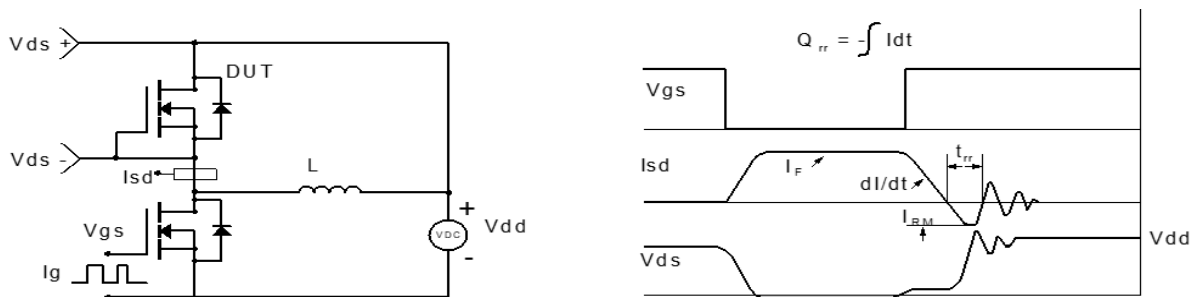 Vds +
DUT
Vds -
Isd
L
Vgs
Ig
VDC
+
-
Vdd
Q rr = - ∫ Idt
Vgs
Isd
I F
dI/dt
t rr
I RM
Vds
Vdd